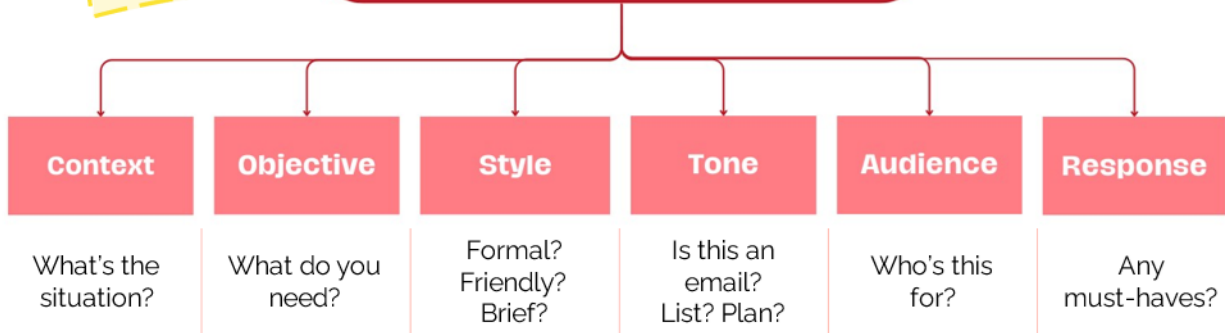 Context
Objective
Style
Tone
Audience
Response
What's the
situation?
What do you
need?
Formal?
Friendly?
Brief?
Is this an
email?
List? Plan?
Who's this
for?
Any
must-haves?